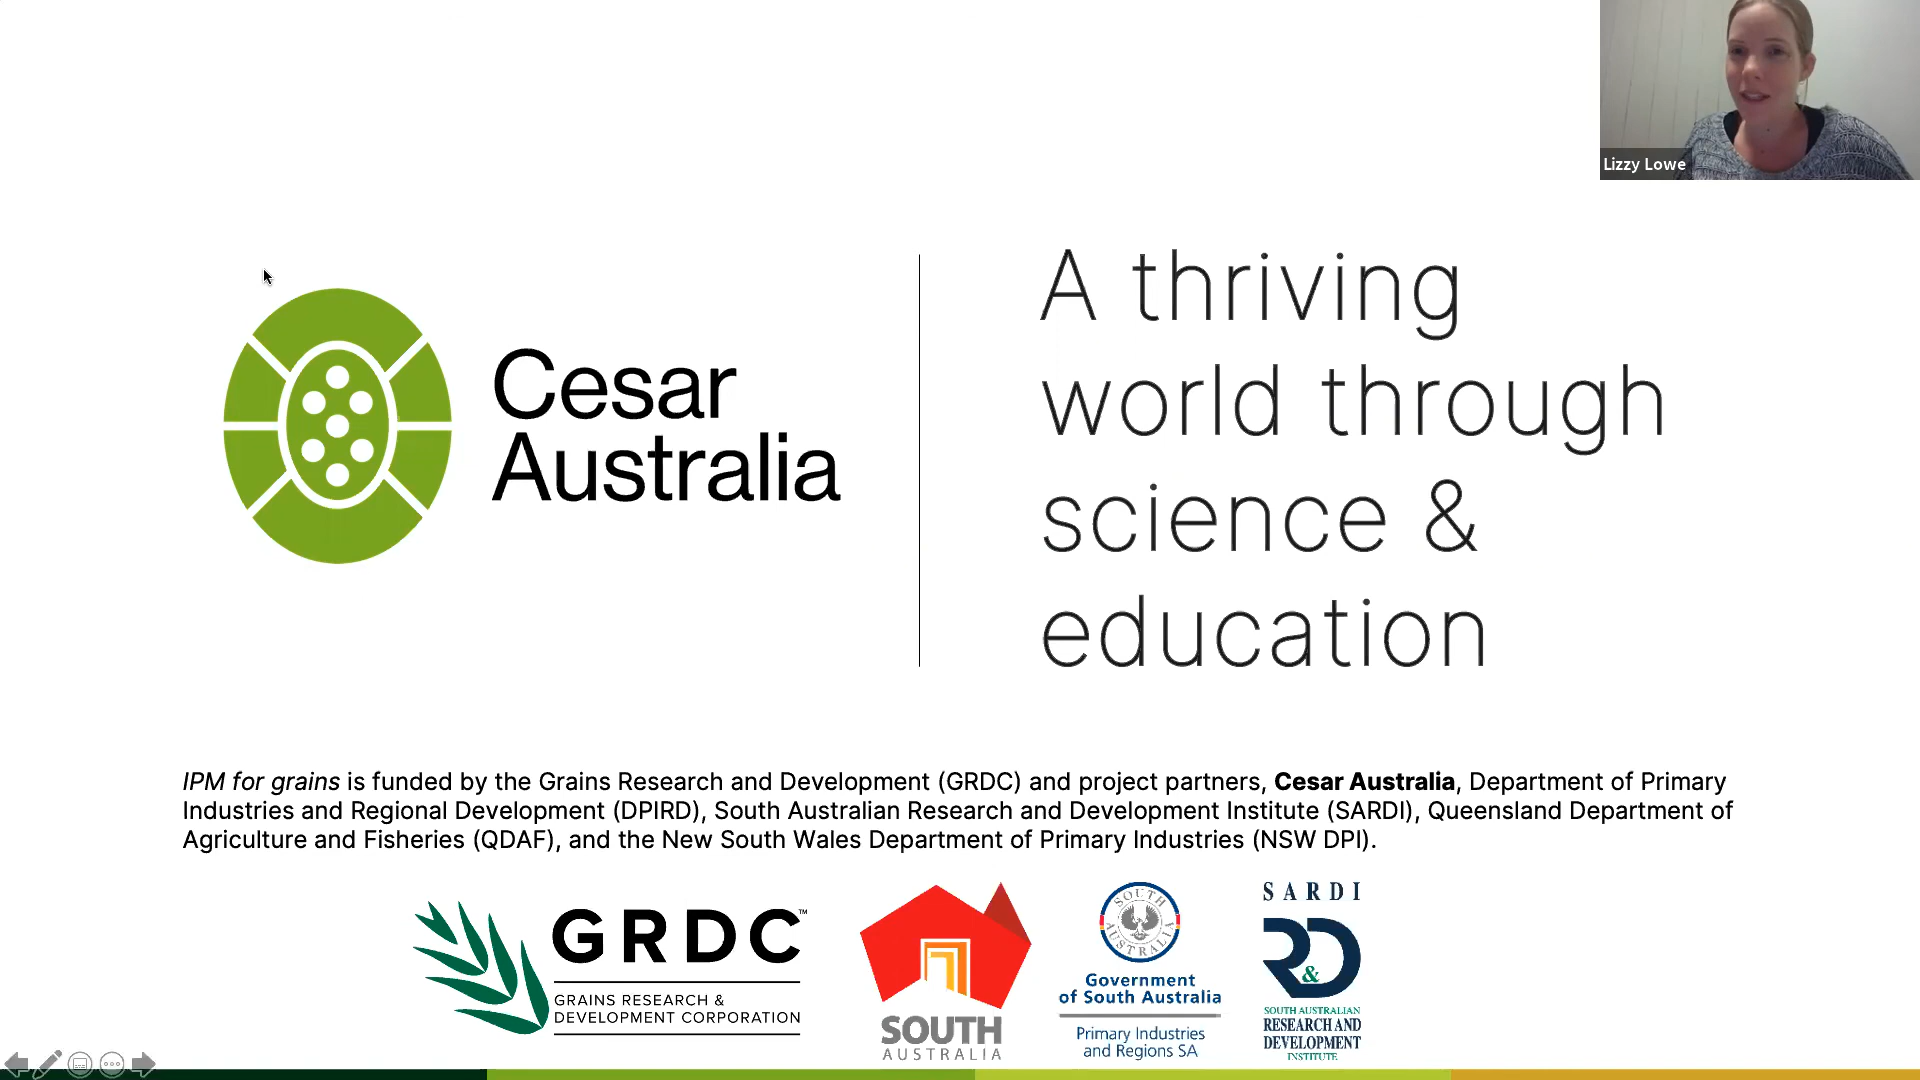 Lizzy Lowe
Cesar
Australia
A thriving
world through
science &
education
IPM for grains is funded by the Grains Research and Development (GRDC) and project partners, Cesar Australia, Department of Primary
Industries and Regional Development (DPIRD), South Australian Research and Development Institute (SARDI), Queensland Department of
Agriculture and Fisheries (QDAF), and the New South Wales Department of Primary Industries (NSW DPI).
GRDC™
GRAINS RESEARCH &
DEVELOPMENT CORPORATION
SOUTH
AUSTRALIA
SOUTH
AUSTRALIA
Government
of South Australia
Primary Industries
and Regions SA
SARDI
R&D
SOUTH AUSTRALIAN
RESEARCH AND
DEVELOPMENT
INSTITUTE